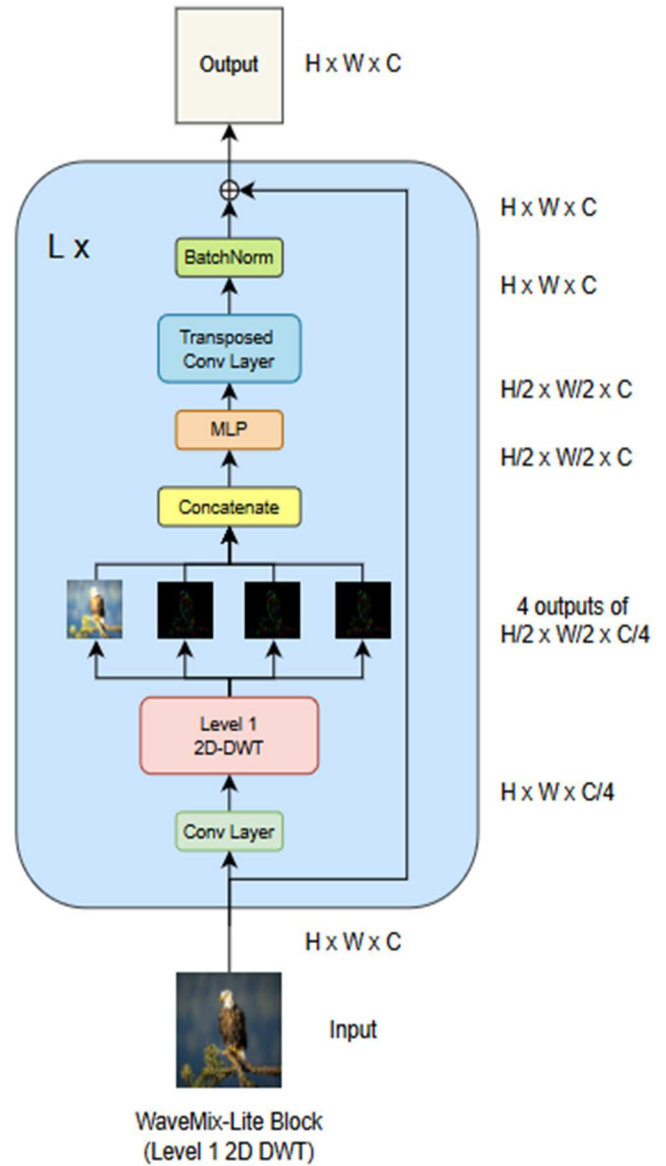 Output
H x W x C
L x
H x W x C
BatchNorm
H x W x C
Transposed
Conv Layer
H/2 x W/2 x C
MLP
H/2 x W/2 x C
Concatenate
4 outputs of
H/2 x W/2 x C/4
Level 1
2D-DWT
H x W x C/4
Conv Layer
H x W x C
Input
WaveMix-Lite Block
(Level 1 2D DWT)